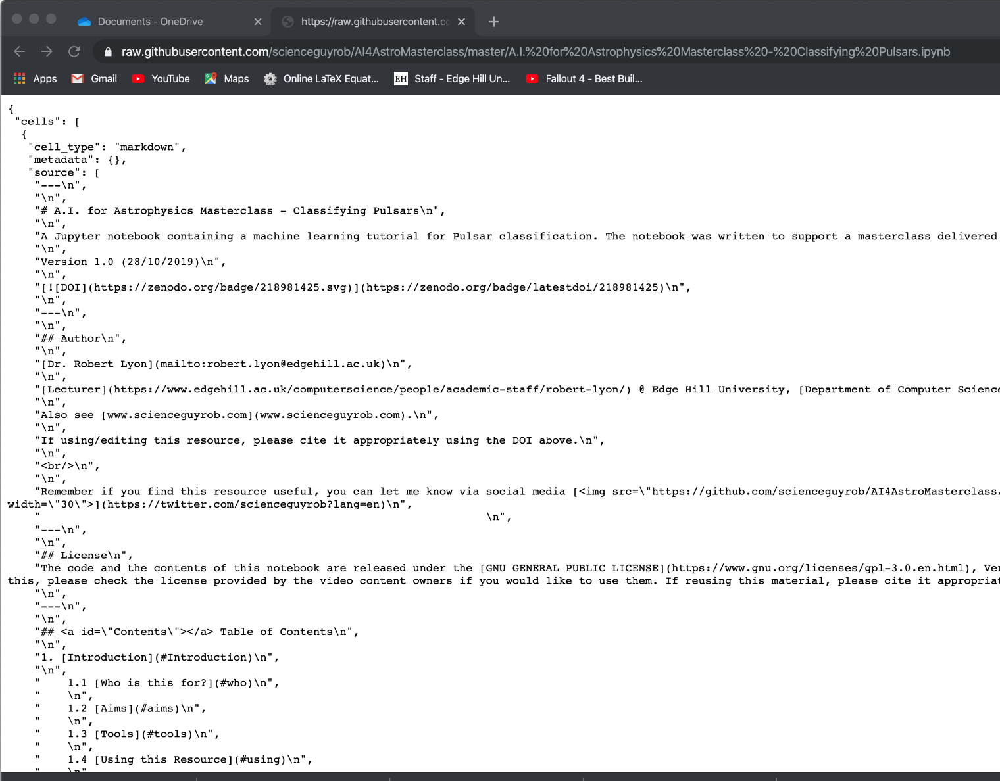 Documents - OneDrive
https://raw.githubusercontent.co
raw.githubusercontent.com/scienceguyrob/AI4AstroMasterclass/master/A.I.%20for%20Astrophysics%20Masterclass%20-%20Classifying%20Pulsars.ipynb
Apps Gmail YouTube Maps Online LaTeX Equat... EH Staff - Edge Hill Un... Fallout 4 - Best Buil...
{
"cells": [
{
"cell_type": "markdown",
"metadata": {},
"source": [
"---\n",
"\n",
"# A.I. for Astrophysics Masterclass - Classifying Pulsars\n",
"\n",
"A Jupyter notebook containing a machine learning tutorial for Pulsar classification. The notebook was written to support a masterclass delivered
"\n",
"Version 1.0 (28/10/2019)\n",
"\n",
"[![DOI](https://zenodo.org/badge/218981425.svg)](https://zenodo.org/badge/latestdoi/218981425)\n",
"\n",
"---\n",
"\n",
"## Author\n",
"\n",
"[Dr. Robert Lyon](mailto:robert.lyon@edgehill.ac.uk)\n",
"\n",
"[Lecturer](https://www.edgehill.ac.uk/computerscience/people/academic-staff/robert-lyon/) @ Edge Hill University, [Department of Computer Science
"\n",
"Also see [www.scienceguyrob.com](www.scienceguyrob.com).\n",
"\n",
"If using/editing this resource, please cite it appropriately using the DOI above.\n",
"\n",
"<br/>\n",
"\n",
"Remember if you find this resource useful, you can let me know via social media [<img src=\"https://github.com/scienceguyrob/AI4AstroMasterclass/
width=\"30\">](https://twitter.com/scienceguyrob?lang=en)\n",
" \n",
"---\n",
"\n",
"## License\n",
"The code and the contents of this notebook are released under the [GNU GENERAL PUBLIC LICENSE](https://www.gnu.org/licenses/gpl-3.0.en.html), Ver
this, please check the license provided by the video content owners if you would like to use them. If reusing this material, please cite it appropriat
"\n",
"---\n",
"\n",
"## <a id=\"Contents\"></a> Table of Contents\n",
"\n",
"1. [Introduction](#Introduction)\n",
"\n",
" 1.1 [Who is this for?](#who)\n",
" \n",
" 1.2 [Aims](#aims)\n",
" \n",
" 1.3 [Tools](#tools)\n",
" \n",
" 1.4 [Using this Resource](#using)\n",
" \n"